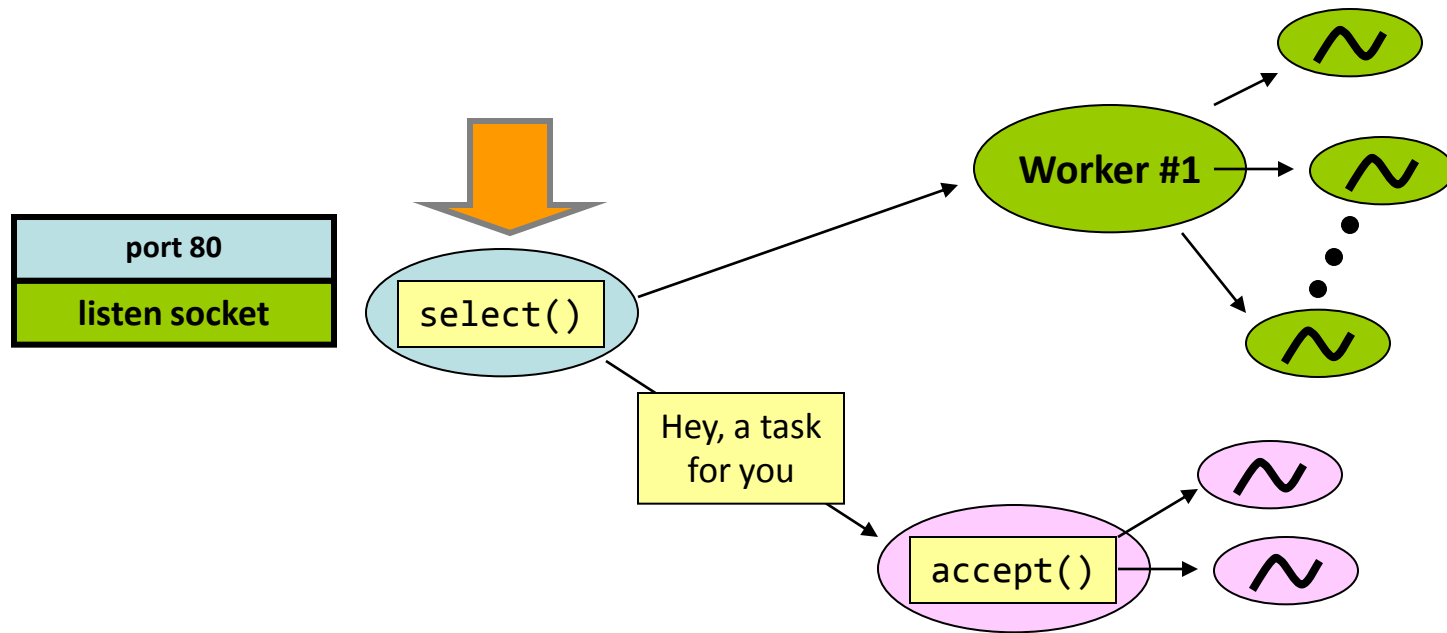 port 80
listen socket
select()
Worker #1
Hey, a task
for you
accept()